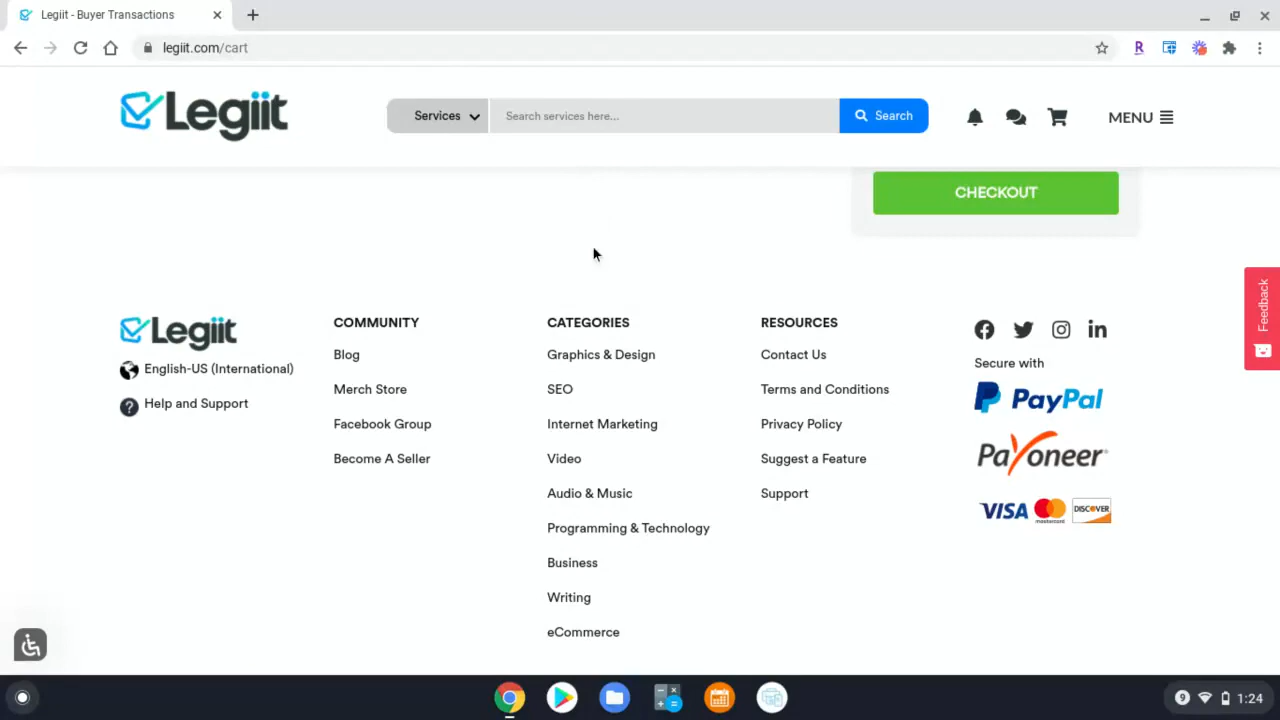 Legiit - Buyer Transactions
legiit.com/cart
R
Legiit
Services
Search services here...
Search
MENU
CHECKOUT
Feedback
Legiit
English-US (International)
Help and Support
COMMUNITY
Blog
Merch Store
Facebook Group
Become A Seller
CATEGORIES
Graphics & Design
SEO
Internet Marketing
Video
Audio & Music
Programming & Technology
Business
Writing
eCommerce
RESOURCES
Contact Us
Terms and Conditions
Privacy Policy
Suggest a Feature
Support
Secure with
PayPal
Payoneer
VISA mastercard DISCOVER
9 1:24